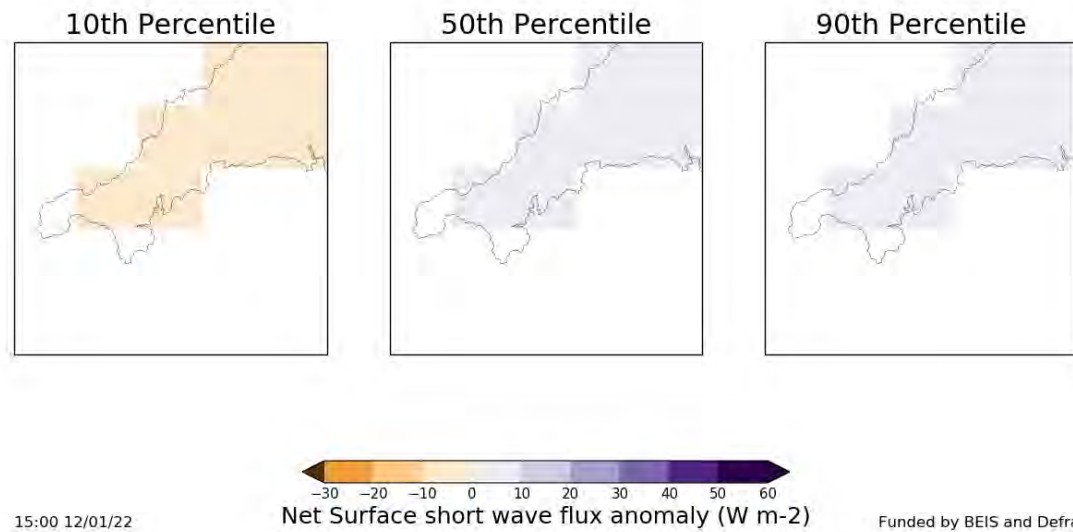 10th Percentile 50th Percentile 90th Percentile
−30 −20 −10 0 10 20 30 40 50 60
Net Surface short wave flux anomaly (W m-2)
15:00 12/01/22 Funded by BEIS and Defra